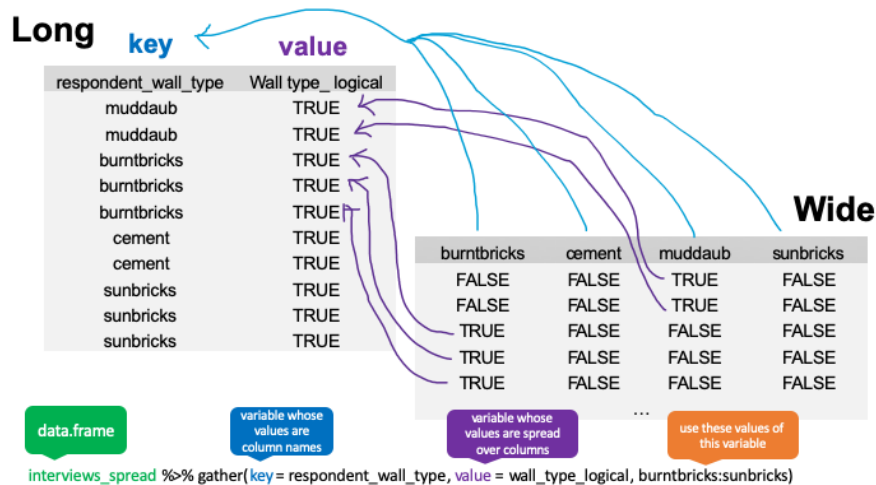 Long
key value
respondent_wall_type Wall type_ logical
muddaub TRUE
muddaub TRUE
burntbricks TRUE
burntbricks TRUE
burntbricks TRUE
cement TRUE
cement TRUE
sunbricks TRUE
sunbricks TRUE
sunbricks TRUE
Wide
burntbricks cement muddaub sunbricks
FALSE FALSE TRUE FALSE
FALSE FALSE TRUE FALSE
TRUE FALSE FALSE FALSE
TRUE FALSE FALSE FALSE
TRUE FALSE FALSE FALSE
...
data.frame
variable whose
values are
column names
variable whose
values are spread
over columns
use these values of
this variable
interviews_spread %>% gather(key = respondent_wall_type, value = wall_type_logical, burntbricks:sunbricks)